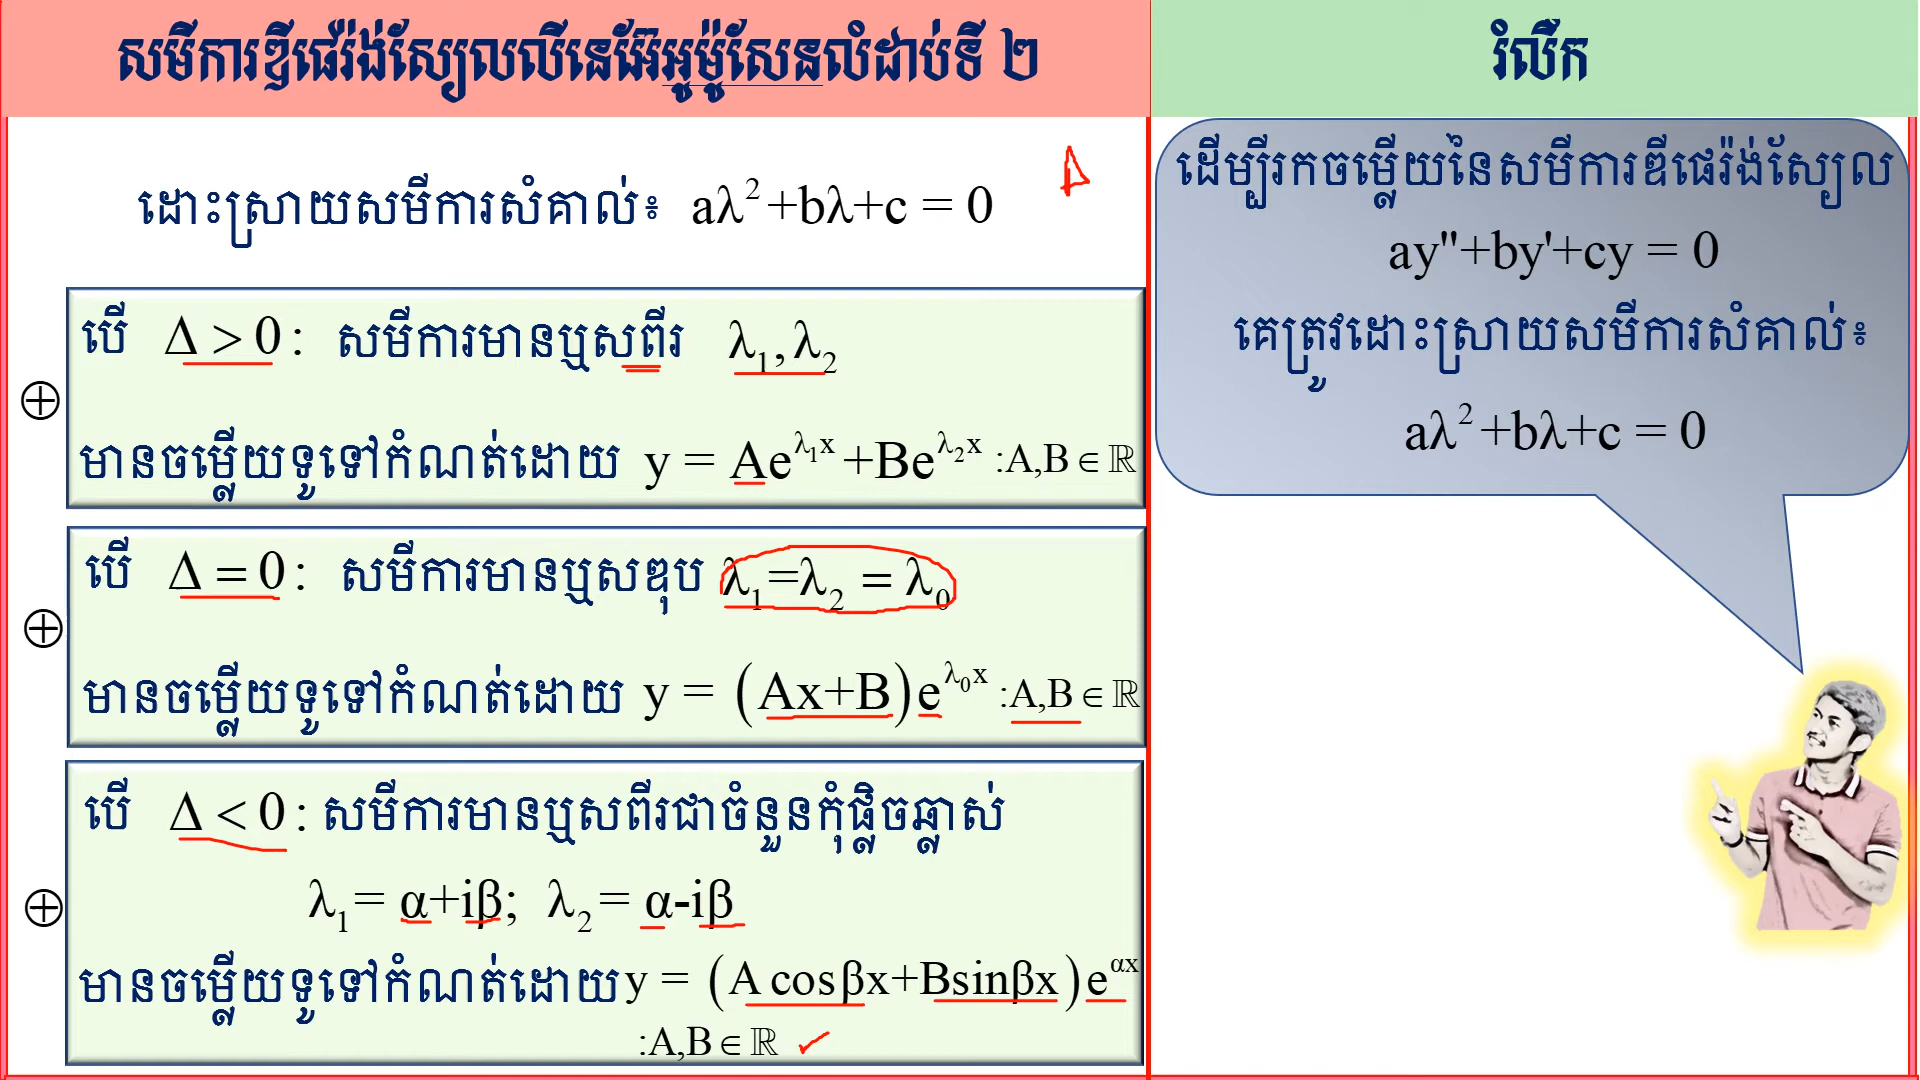 សមីការឌីផេរ៉ង់ស្យែលលីនេអ៊ែអូម៉ូសែនលំដាប់ទី ២
ដោះស្រាយសមីការសំគាល់៖ aλ²+bλ+c = 0
បើ Δ > 0 : សមីការមានឬសពីរ λ₁, λ₂
មានចម្លើយទូទៅកំណត់ដោយ y = Ae^{λ₁x}+Be^{λ₂x} :A,B ∈ ℝ
បើ Δ = 0 : សមីការមានឬសឌុប λ₁=λ₂ = λ₀
មានចម្លើយទូទៅកំណត់ដោយ y = (Ax+B)e^{λ₀x} :A,B ∈ ℝ
បើ Δ < 0 : សមីការមានឬសពីរជាចំនួនកុំផ្លិចឆ្លាស់
λ₁ = α+iβ; λ₂ = α-iβ
មានចម្លើយទូទៅកំណត់ដោយ y = (A cosβx+Bsinβx)e^{αx}
:A,B ∈ ℝ
រំលឹក
ដើម្បីរកចម្លើយនៃសមីការឌីផេរ៉ង់ស្យែល
ay"+by'+cy = 0
គេត្រូវដោះស្រាយសមីការសំគាល់៖
aλ²+bλ+c = 0